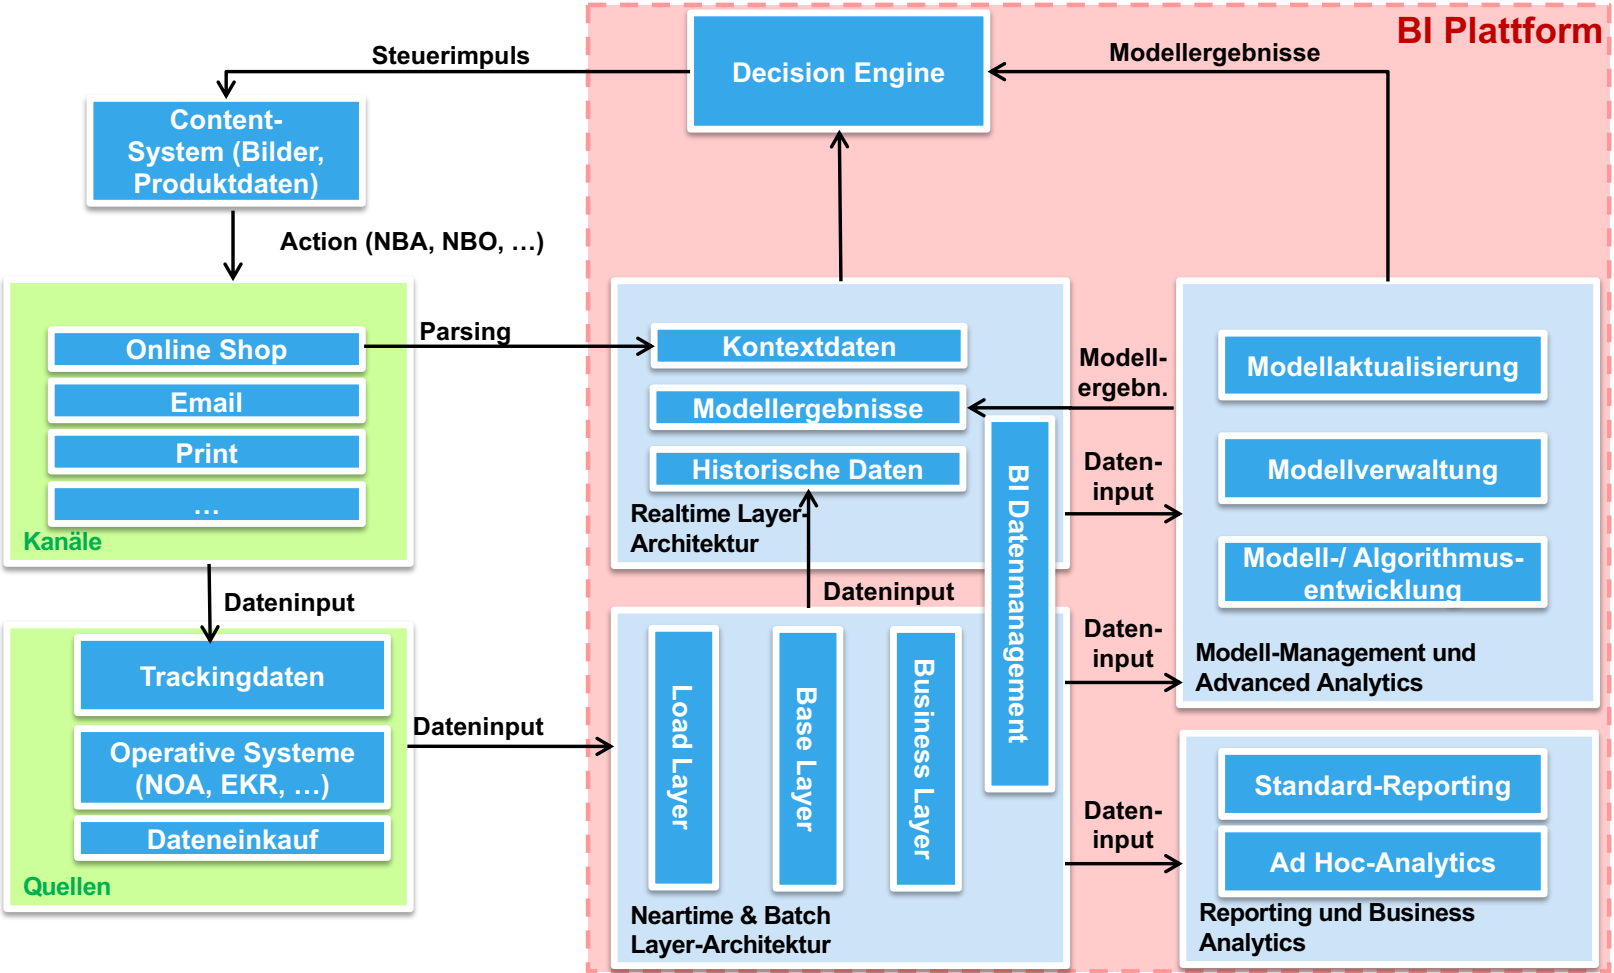 BI Plattform
Steuerimpuls
Decision Engine
Modellergebnisse
Content-
System (Bilder,
Produktdaten)
Action (NBA, NBO, …)
Online Shop
Email
Print
…
Kanäle
Parsing
Kontextdaten
Modellergebnisse
Historische Daten
Realtime Layer-
Architektur
BI Datenmanagement
Modell-
ergebn.
Daten-
input
Modellaktualisierung
Modellverwaltung
Modell-/ Algorithmus-
entwicklung
Modell-Management und
Advanced Analytics
Dateninput
Dateninput
Trackingdaten
Operative Systeme
(NOA, EKR, …)
Dateneinkauf
Quellen
Dateninput
Load Layer
Base Layer
Business Layer
Neartime & Batch
Layer-Architektur
Daten-
input
Daten-
input
Standard-Reporting
Ad Hoc-Analytics
Reporting und Business
Analytics